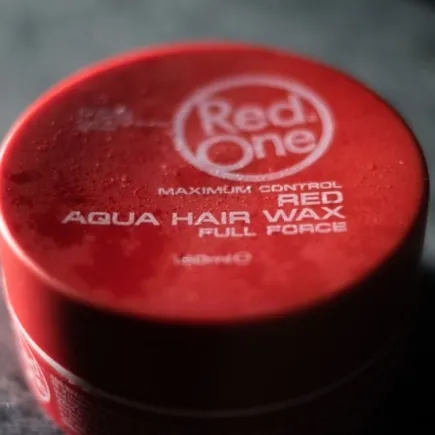 Red
One
MAXIMUM CONTROL
RED
AQUA HAIR WAX
FULL FORCE